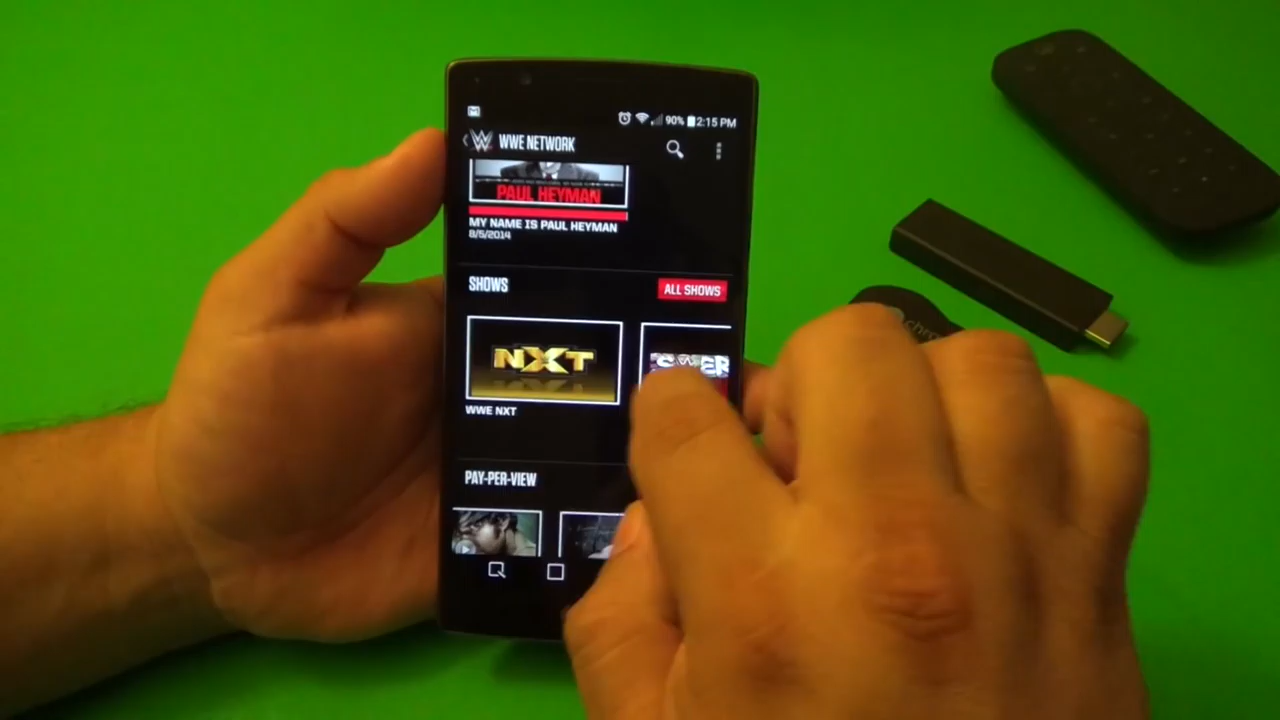 90% 2:15 PM
WWE NETWORK
PAUL HEYMAN
MY NAME IS PAUL HEYMAN
8/5/2014
SHOWS
ALL SHOWS
NXT
WWE NXT
PAY-PER-VIEW